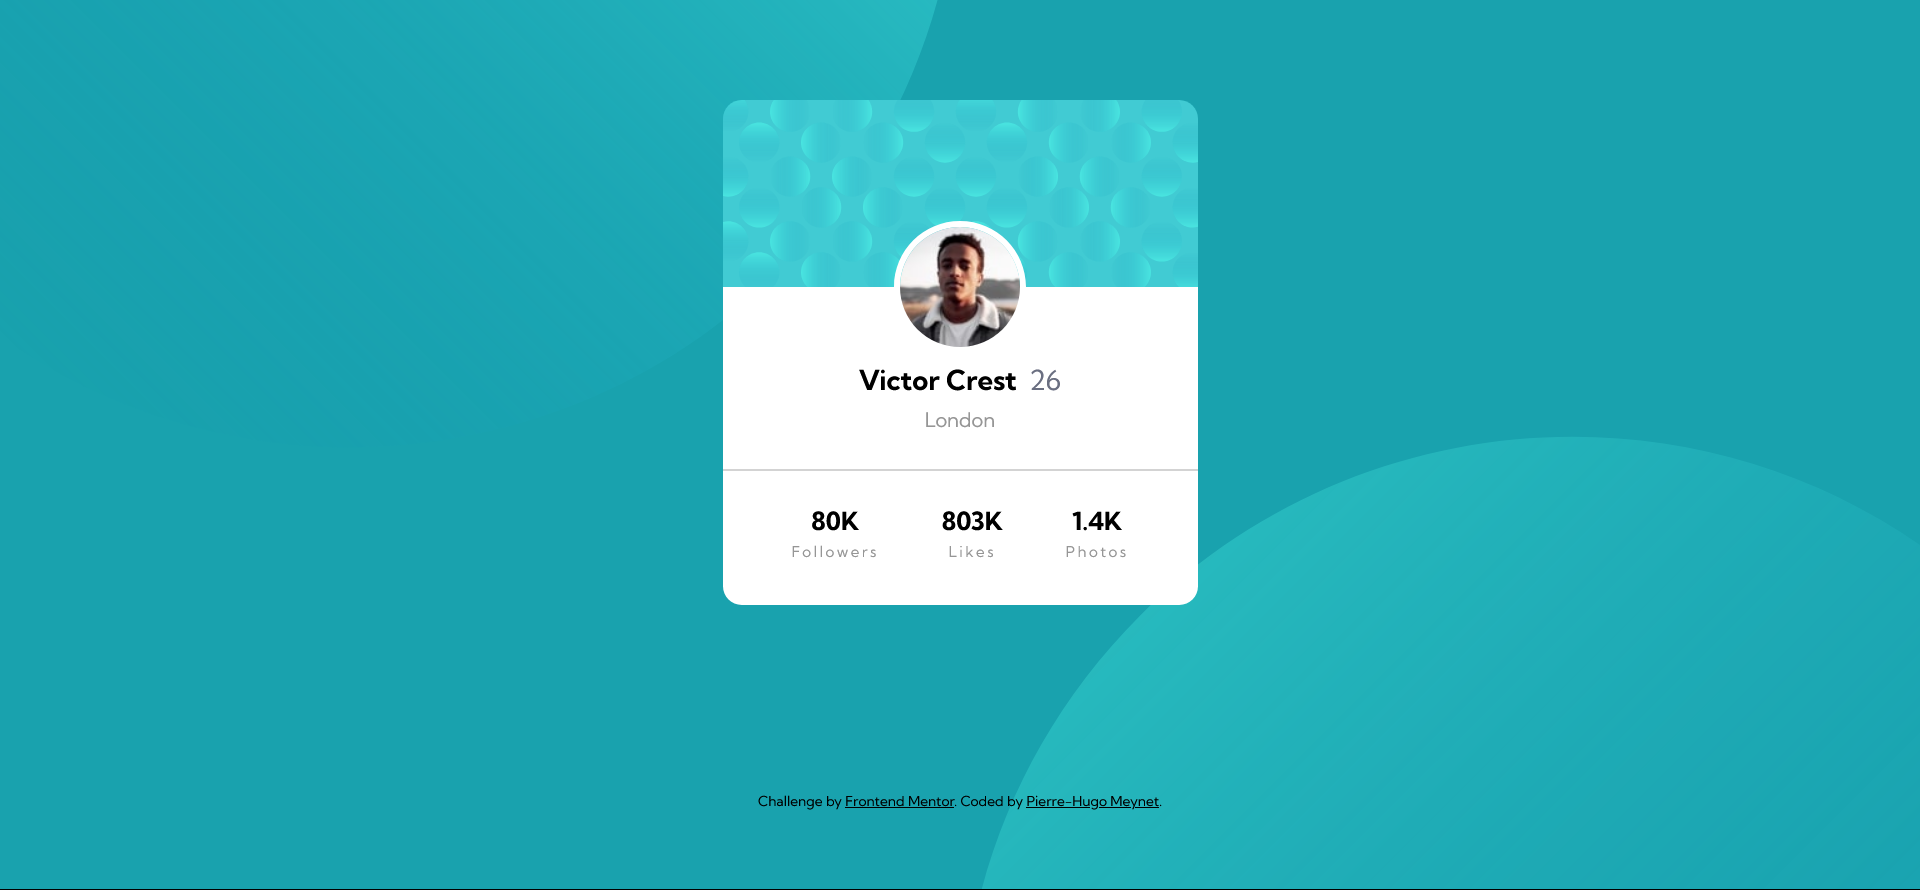 Victor Crest 26
London
80K 803K 1.4K
Followers Likes Photos
Challenge by Frontend Mentor. Coded by Pierre-Hugo Meynet.